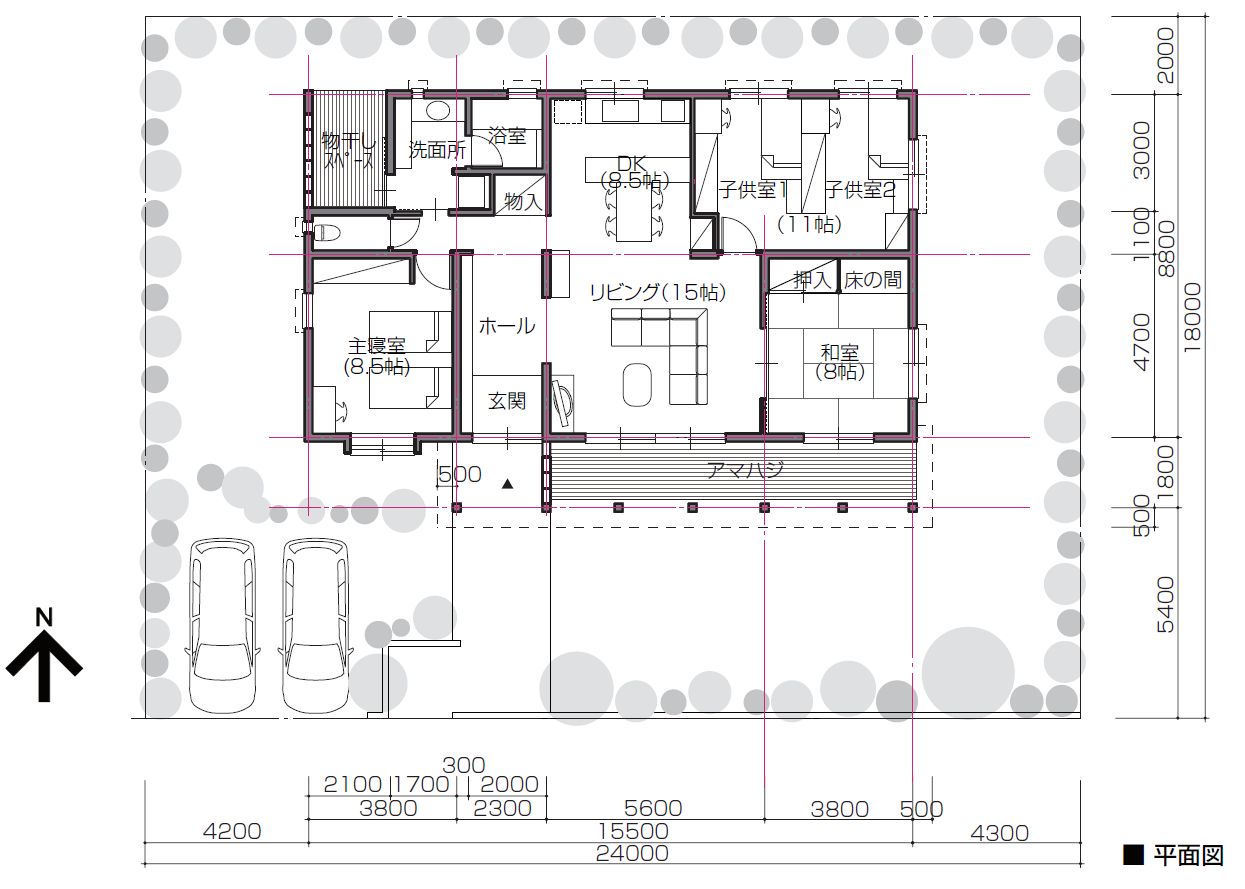 物干し
ｽﾍﾟｰｽ
洗面所
浴室
物入
DK
(8.5帖)
子供室1
子供室2
(11帖)
押入
床の間
リビング(15帖)
ホール
主寝室
(8.5帖)
和室
(8帖)
玄関
アマハジ
500
▲
N
2000
3000
1100
8800
4700
18000
1800
500
5400
300
2100
1700
2000
3800
2300
5600
3800
500
4200
15500
4300
24000
■ 平面図